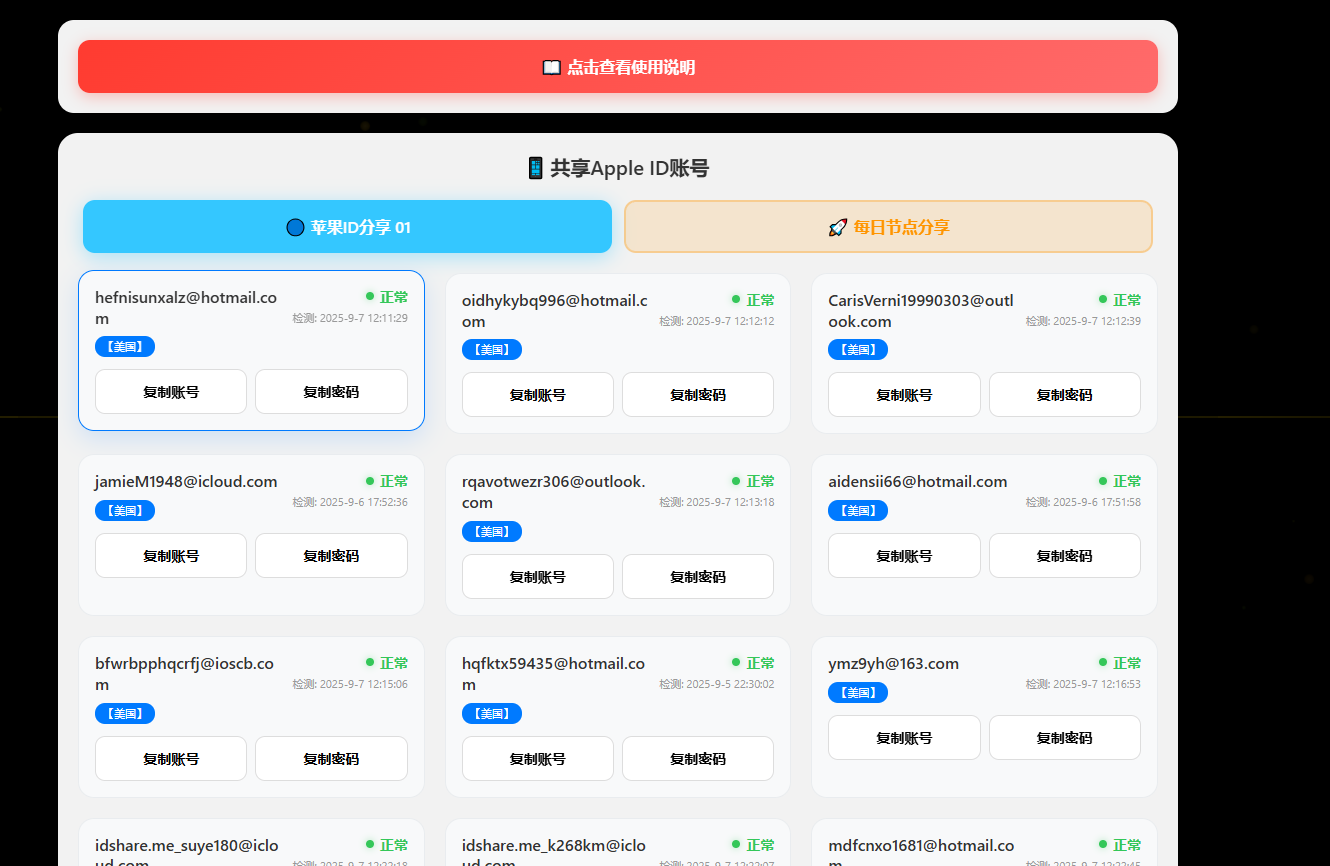 📖 点击查看使用说明
📱 共享Apple ID账号
🔵 苹果ID分享 01
🚀 每日节点分享
hefnisunxalz@hotmail.co
m
正常
检测: 2025-9-7 12:11:29
【美国】
复制账号
复制密码
oidhykybq996@hotmail.c
om
正常
检测: 2025-9-7 12:12:12
【美国】
复制账号
复制密码
CarisVerni19990303@outl
ook.com
正常
检测: 2025-9-7 12:12:39
【美国】
复制账号
复制密码
jamieM1948@icloud.com
正常
检测: 2025-9-6 17:52:36
【美国】
复制账号
复制密码
rqavotwezr306@outlook.
com
正常
检测: 2025-9-7 12:13:18
【美国】
复制账号
复制密码
aidensii66@hotmail.com
正常
检测: 2025-9-6 17:51:58
【美国】
复制账号
复制密码
bfwrbpphqcrfj@ioscb.co
m
正常
检测: 2025-9-7 12:15:06
【美国】
复制账号
复制密码
hqfktx59435@hotmail.co
m
正常
检测: 2025-9-5 22:30:02
【美国】
复制账号
复制密码
ymz9yh@163.com
正常
检测: 2025-9-7 12:16:53
【美国】
复制账号
复制密码
idshare.me_suye180@iclo
ud.com
正常
idshare.me_k268km@iclo
ud.com
正常
mdfcnxo1681@hotmail.co
m
正常